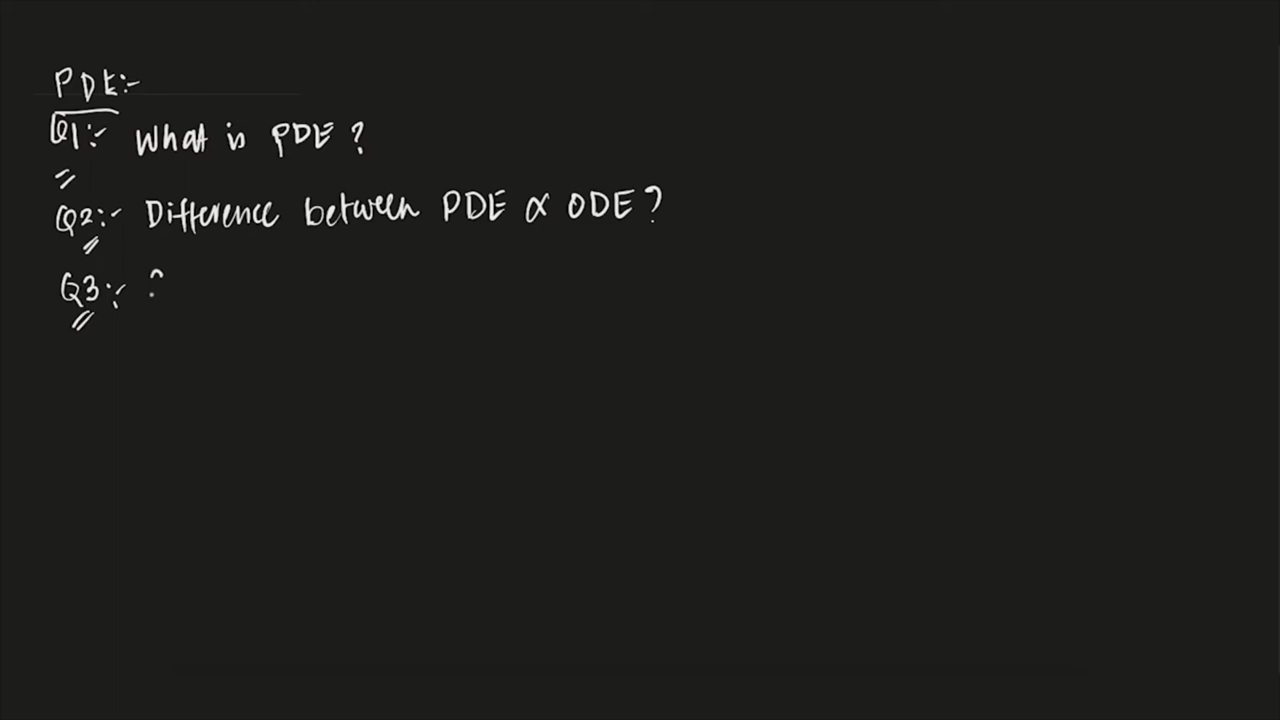 PDE:-
Q1:- What is PDE ?
Q2:- Difference between PDE & ODE ?
Q3:-